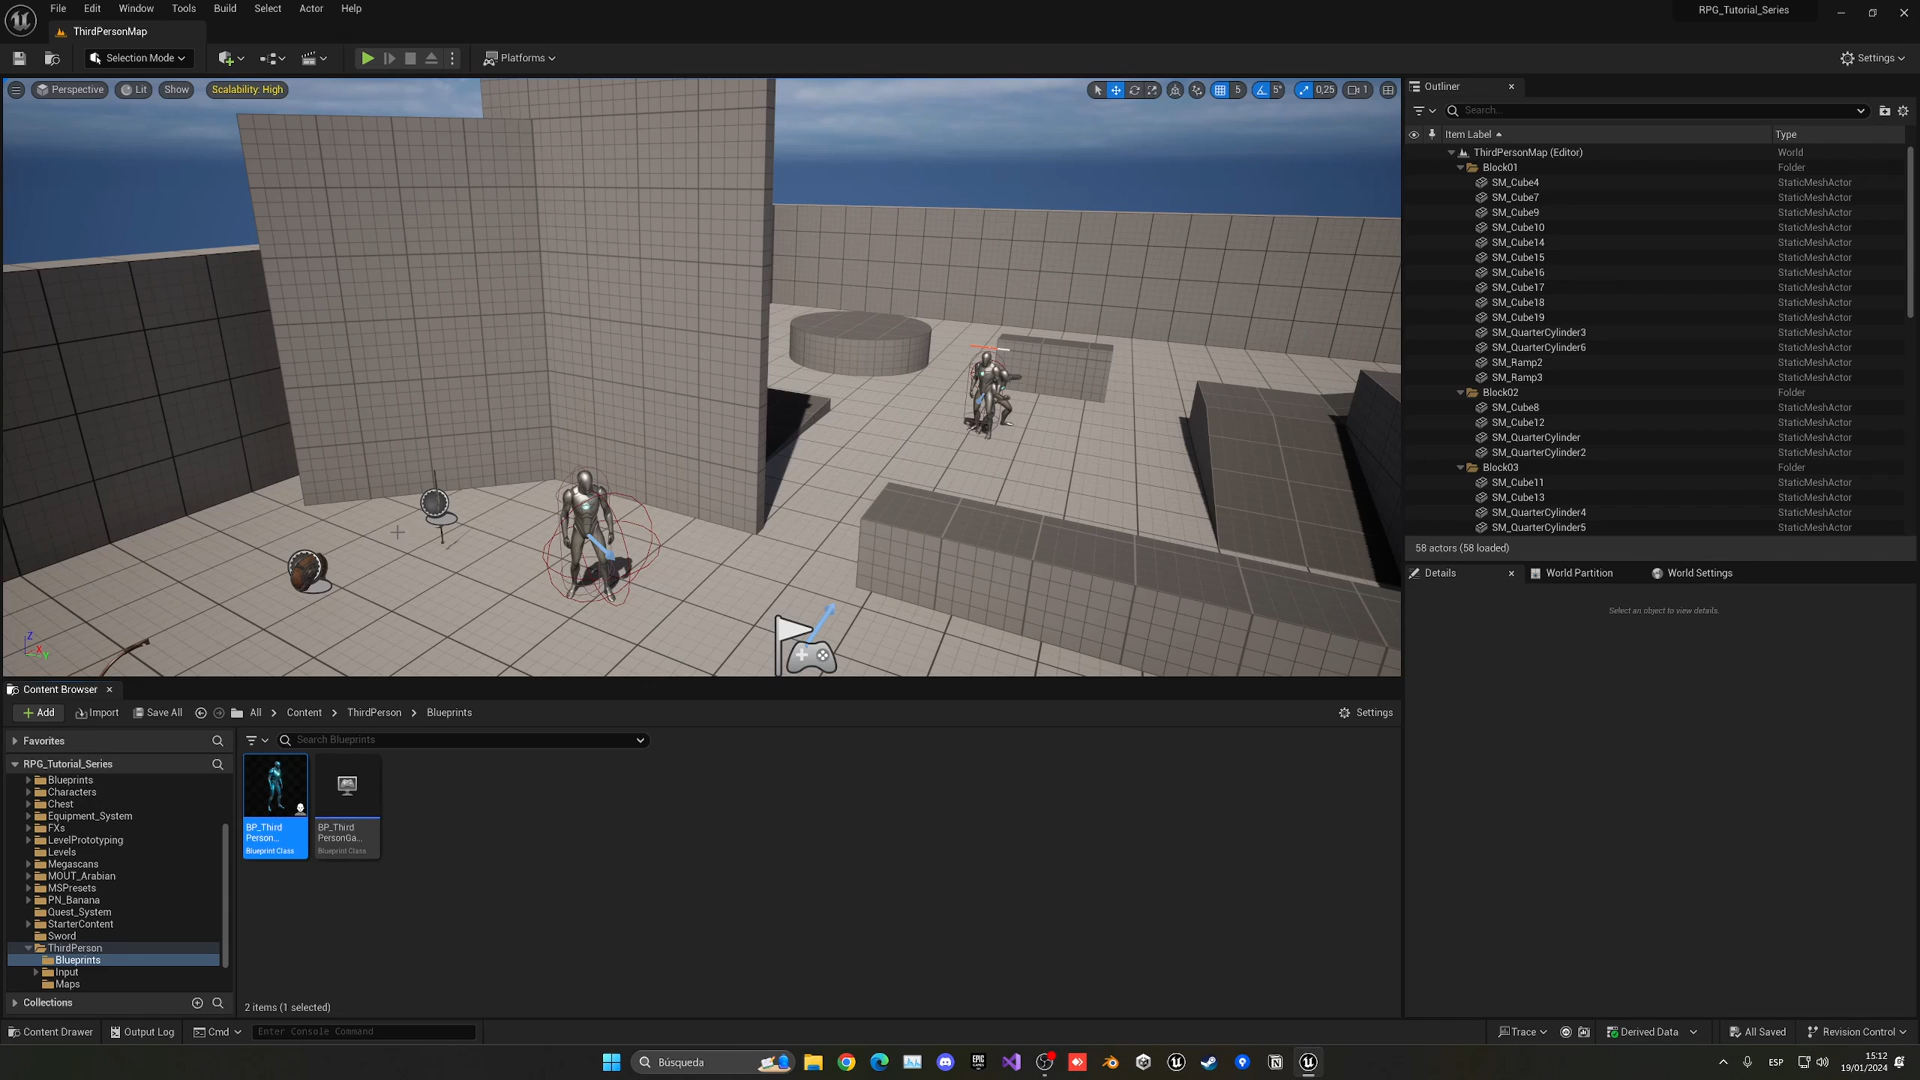 File Edit Window Tools Build Select Actor Help
RPG_Tutorial_Series
ThirdPersonMap
Selection Mode
Platforms
Settings
Perspective Lit Show Scalability: High
5 5° 0,25 1
Outliner
Search...
Item Label Type
ThirdPersonMap (Editor) World
Block01 Folder
SM_Cube4 StaticMeshActor
SM_Cube7 StaticMeshActor
SM_Cube9 StaticMeshActor
SM_Cube10 StaticMeshActor
SM_Cube14 StaticMeshActor
SM_Cube15 StaticMeshActor
SM_Cube16 StaticMeshActor
SM_Cube17 StaticMeshActor
SM_Cube18 StaticMeshActor
SM_Cube19 StaticMeshActor
SM_QuarterCylinder3 StaticMeshActor
SM_QuarterCylinder6 StaticMeshActor
SM_Ramp2 StaticMeshActor
SM_Ramp3 StaticMeshActor
Block02 Folder
SM_Cube8 StaticMeshActor
SM_Cube12 StaticMeshActor
SM_QuarterCylinder StaticMeshActor
SM_QuarterCylinder2 StaticMeshActor
Block03 Folder
SM_Cube11 StaticMeshActor
SM_Cube13 StaticMeshActor
SM_QuarterCylinder4 StaticMeshActor
SM_QuarterCylinder5 StaticMeshActor
58 actors (58 loaded)
Details World Partition World Settings
Select an object to view details.
Z
X
Y
Content Browser
Add Import Save All All Content ThirdPerson Blueprints
Settings
Favorites
Search Blueprints
RPG_Tutorial_Series
Blueprints
Characters
Chest
Equipment_System
FXs
LevelPrototyping
Levels
Megascans
MOUT_Arabian
MSPresets
PN_Banana
Quest_System
StarterContent
Sword
ThirdPerson
Blueprints
Input
Maps
Collections
BP_Third
Person...
Blueprint Class
BP_Third
PersonGa...
Blueprint Class
2 items (1 selected)
Content Drawer Output Log Cmd Enter Console Command
Trace Derived Data All Saved Revision Control
Búsqueda
EPIC
GAMES
ESP
15:12
19/01/2024